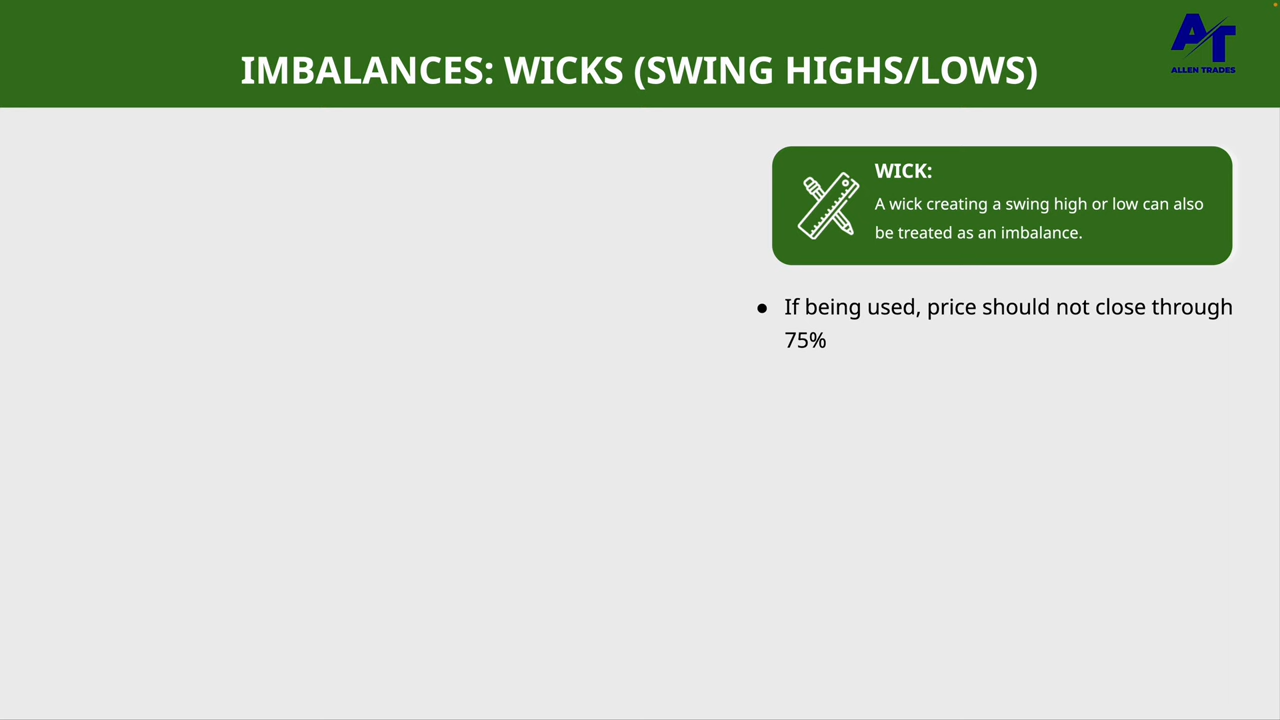 IMBALANCES: WICKS (SWING HIGHS/LOWS)
AT
ALLEN TRADES
WICK:
A wick creating a swing high or low can also
be treated as an imbalance.
● If being used, price should not close through
75%